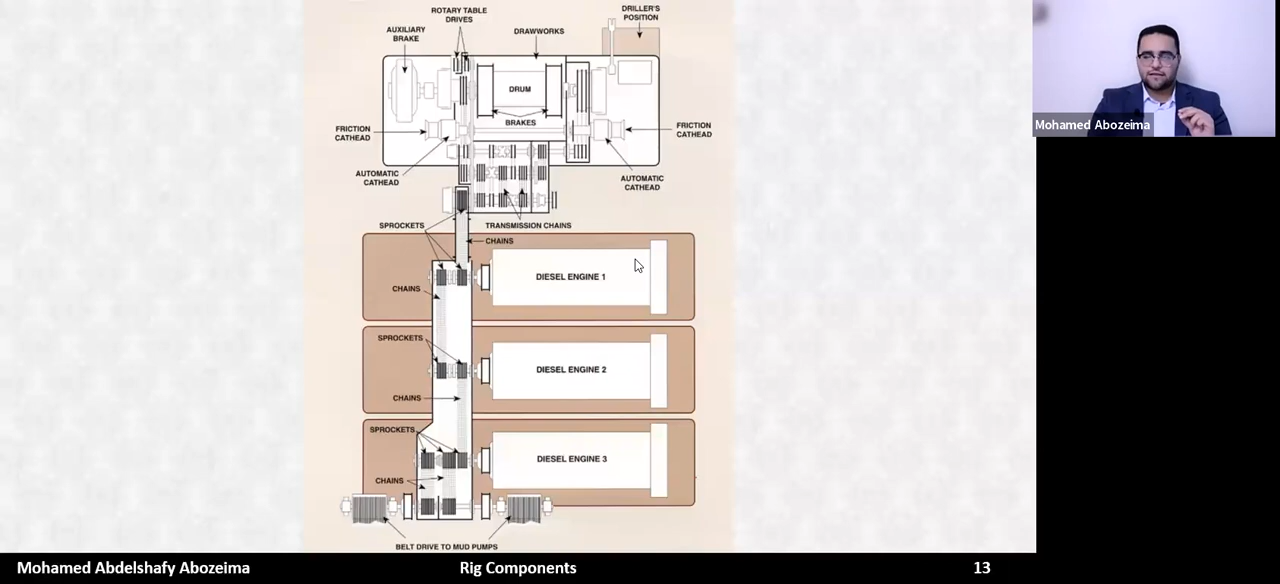 ROTARY TABLE
DRIVES
DRILLER'S
POSITION
AUXILIARY
BRAKE
DRAWWORKS
DRUM
BRAKES
FRICTION
CATHEAD
FRICTION
CATHEAD
AUTOMATIC
CATHEAD
AUTOMATIC
CATHEAD
SPROCKETS
TRANSMISSION CHAINS
CHAINS
DIESEL ENGINE 1
CHAINS
SPROCKETS
DIESEL ENGINE 2
CHAINS
SPROCKETS
DIESEL ENGINE 3
CHAINS
BELT DRIVE TO MUD PUMPS
Mohamed Abozeima
Mohamed Abdelshafy Abozeima
Rig Components
13